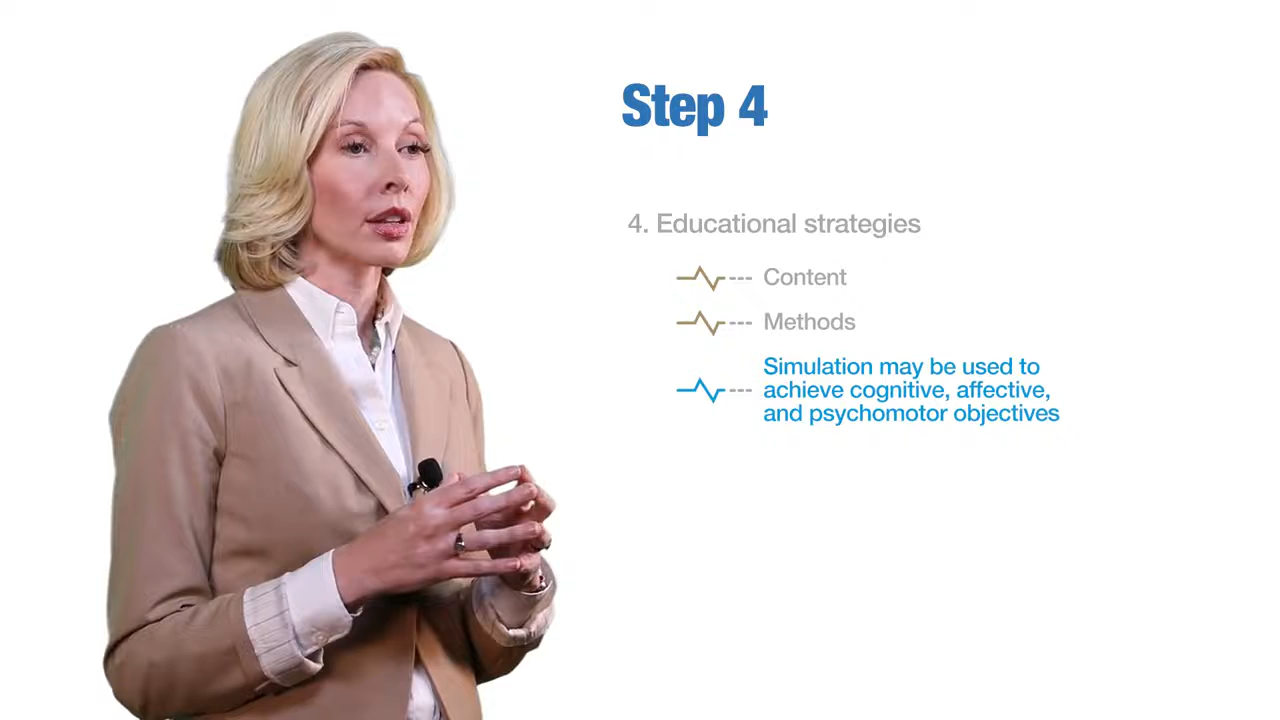 Step 4
4. Educational strategies
Content
Methods
Simulation may be used to
achieve cognitive, affective,
and psychomotor objectives